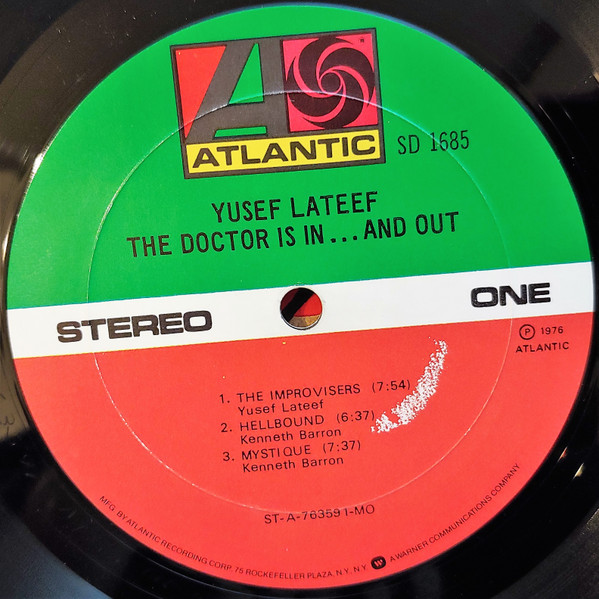 ATLANTIC
SD 1685
YUSEF LATEEF
THE DOCTOR IS IN...AND OUT
STEREO
ONE
Ⓟ 1976
ATLANTIC
1. THE IMPROVISERS (7:54)
Yusef Lateef
2. HELLBOUND (6:37)
Kenneth Barron
3. MYSTIQUE (7:37)
Kenneth Barron
ST-A-763591-MO
MFG. BY ATLANTIC RECORDING CORP. 75 ROCKEFELLER PLAZA, N.Y. N.Y. A WARNER COMMUNICATIONS COMPANY